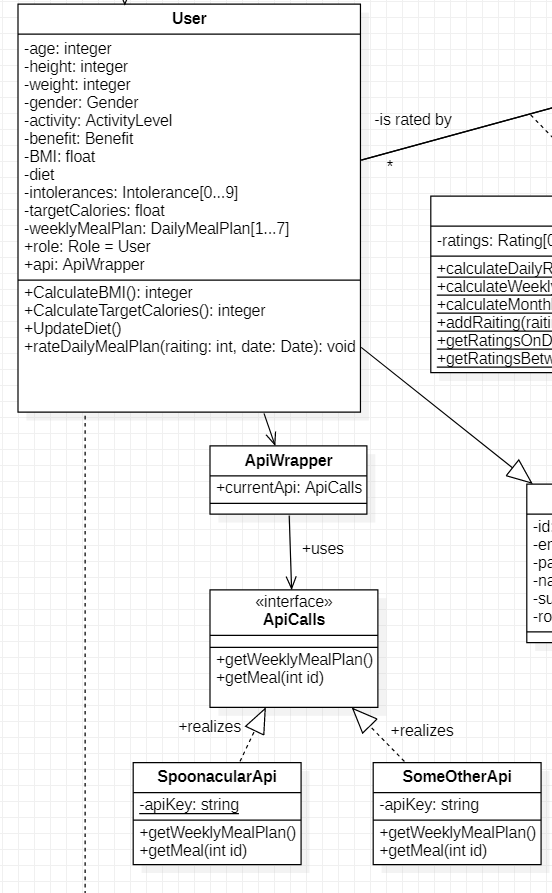 User
-age: integer
-height: integer
-weight: integer
-gender: Gender
-activity: ActivityLevel
-benefit: Benefit
-BMI: float
-diet
-intolerances: Intolerance[0...9]
-targetCalories: float
-weeklyMealPlan: DailyMealPlan[1...7]
+role: Role = User
+api: ApiWrapper
+CalculateBMI(): integer
+CalculateTargetCalories(): integer
+UpdateDiet()
+rateDailyMealPlan(raiting: int, date: Date): void
-is rated by
*
-ratings: Rating[0
+calculateDailyR
+calculateWeekly
+calculateMonth
+addRaiting(raiti
+getRatingsOnD
+getRatingsBetw
ApiWrapper
+currentApi: ApiCalls
+uses
-id:
-en
-pa
-na
-su
-ro
«interface»
ApiCalls
+getWeeklyMealPlan()
+getMeal(int id)
+realizes
+realizes
SpoonacularApi
-apiKey: string
+getWeeklyMealPlan()
+getMeal(int id)
SomeOtherApi
-apiKey: string
+getWeeklyMealPlan()
+getMeal(int id)